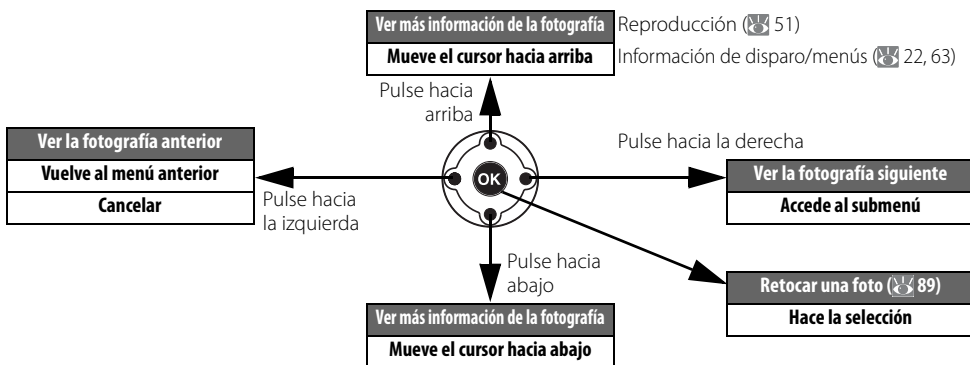 Ver más información de la fotografía
Reproducción ( 51)
Mueve el cursor hacia arriba
Información de disparo/menús ( 22, 63)
Pulse hacia
arriba
Ver la fotografía anterior
Vuelve al menú anterior
Cancelar
Pulse hacia
la izquierda
OK
Pulse hacia la derecha
Ver la fotografía siguiente
Accede al submenú
Pulse hacia
abajo
Retocar una foto ( 89)
Hace la selección
Ver más información de la fotografía
Mueve el cursor hacia abajo